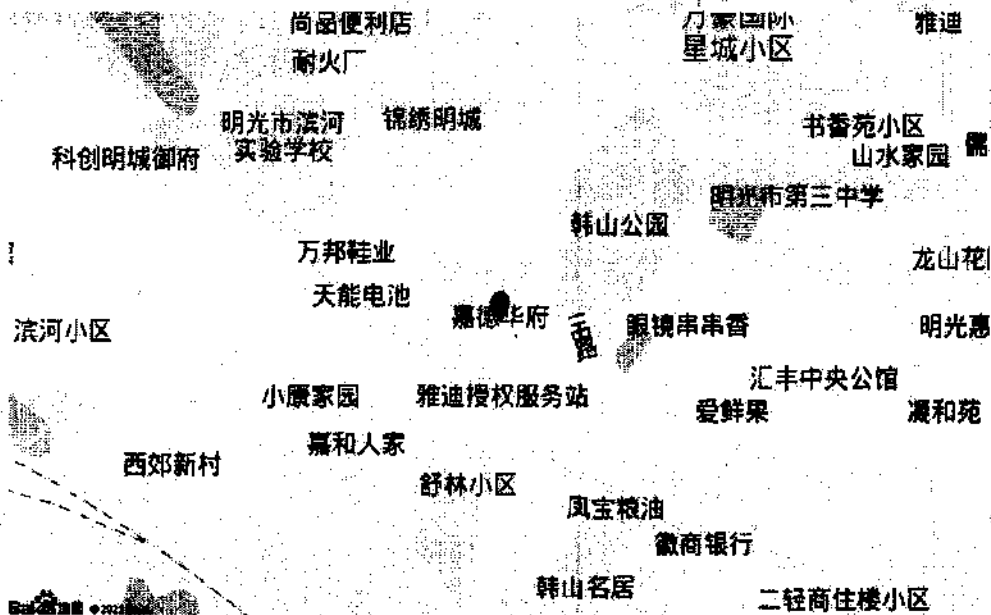 尚品便利店
万豪国际
雅迪
星城小区
耐火厂
锦绣明城
明光市滨河
实验学校
书香苑小区
山水家园
科创明城御府
明光市第三中学
韩山公园
万邦鞋业
龙山花
天能电池
嘉德华府
滨河小区
眼镜串串香
明光惠
汇丰中央公馆
小康家园
雅迪授权服务站
爱鲜果
灏和苑
嘉和人家
西郊新村
舒林小区
凤宝粮油
徽商银行
韩山名居
二轻商住楼小区